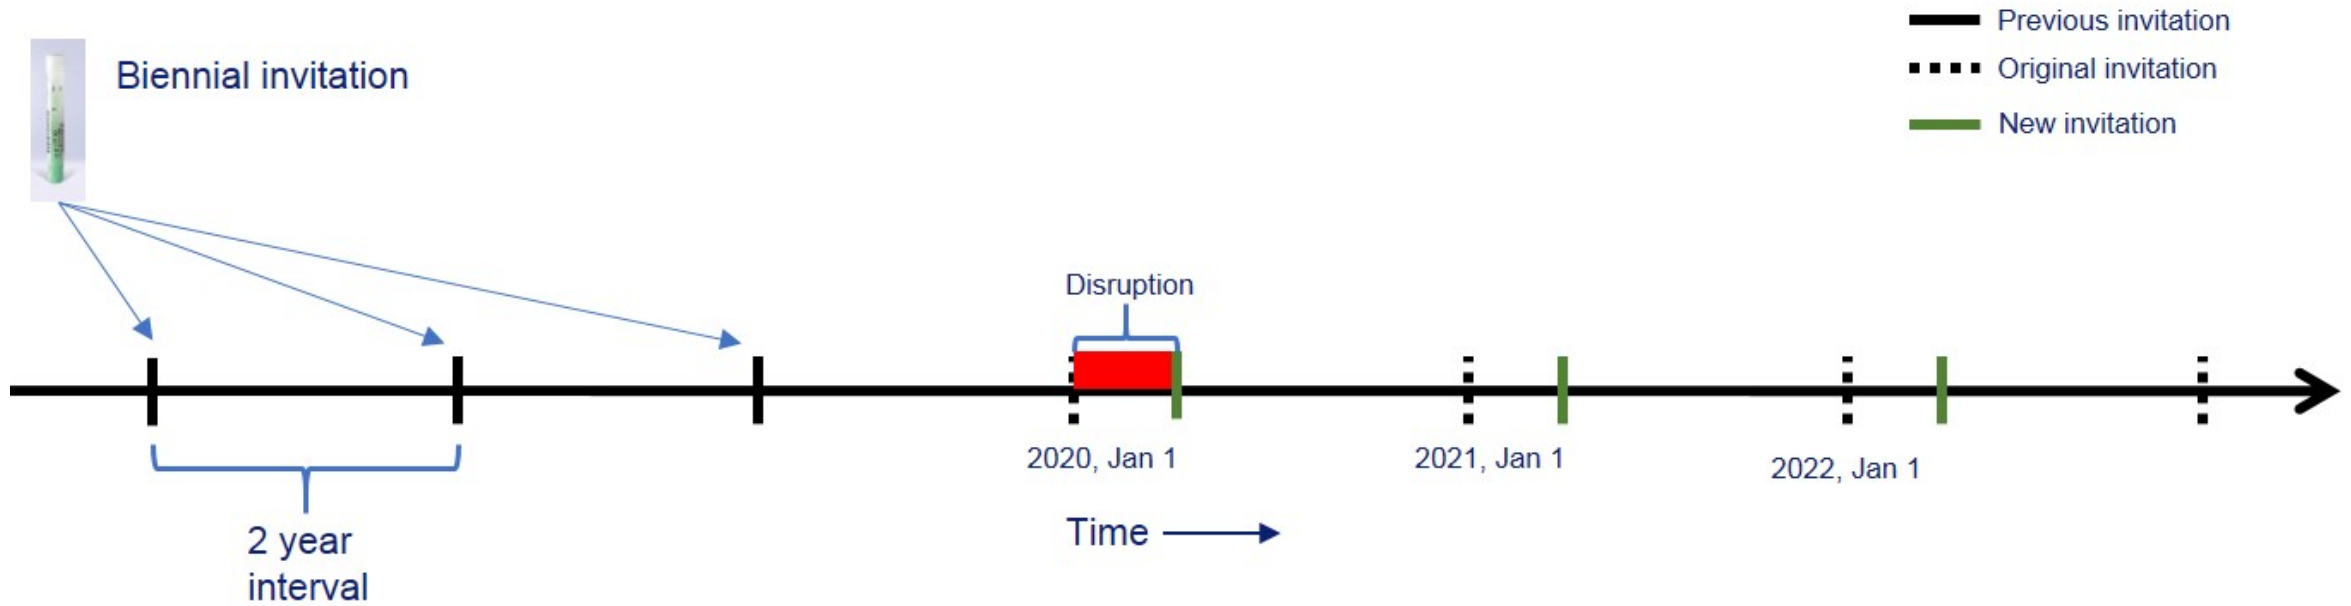 Previous invitation
Original invitation
New invitation
Biennial invitation
Disruption
2020, Jan 1
2021, Jan 1
2022, Jan 1
Time
2 year
interval